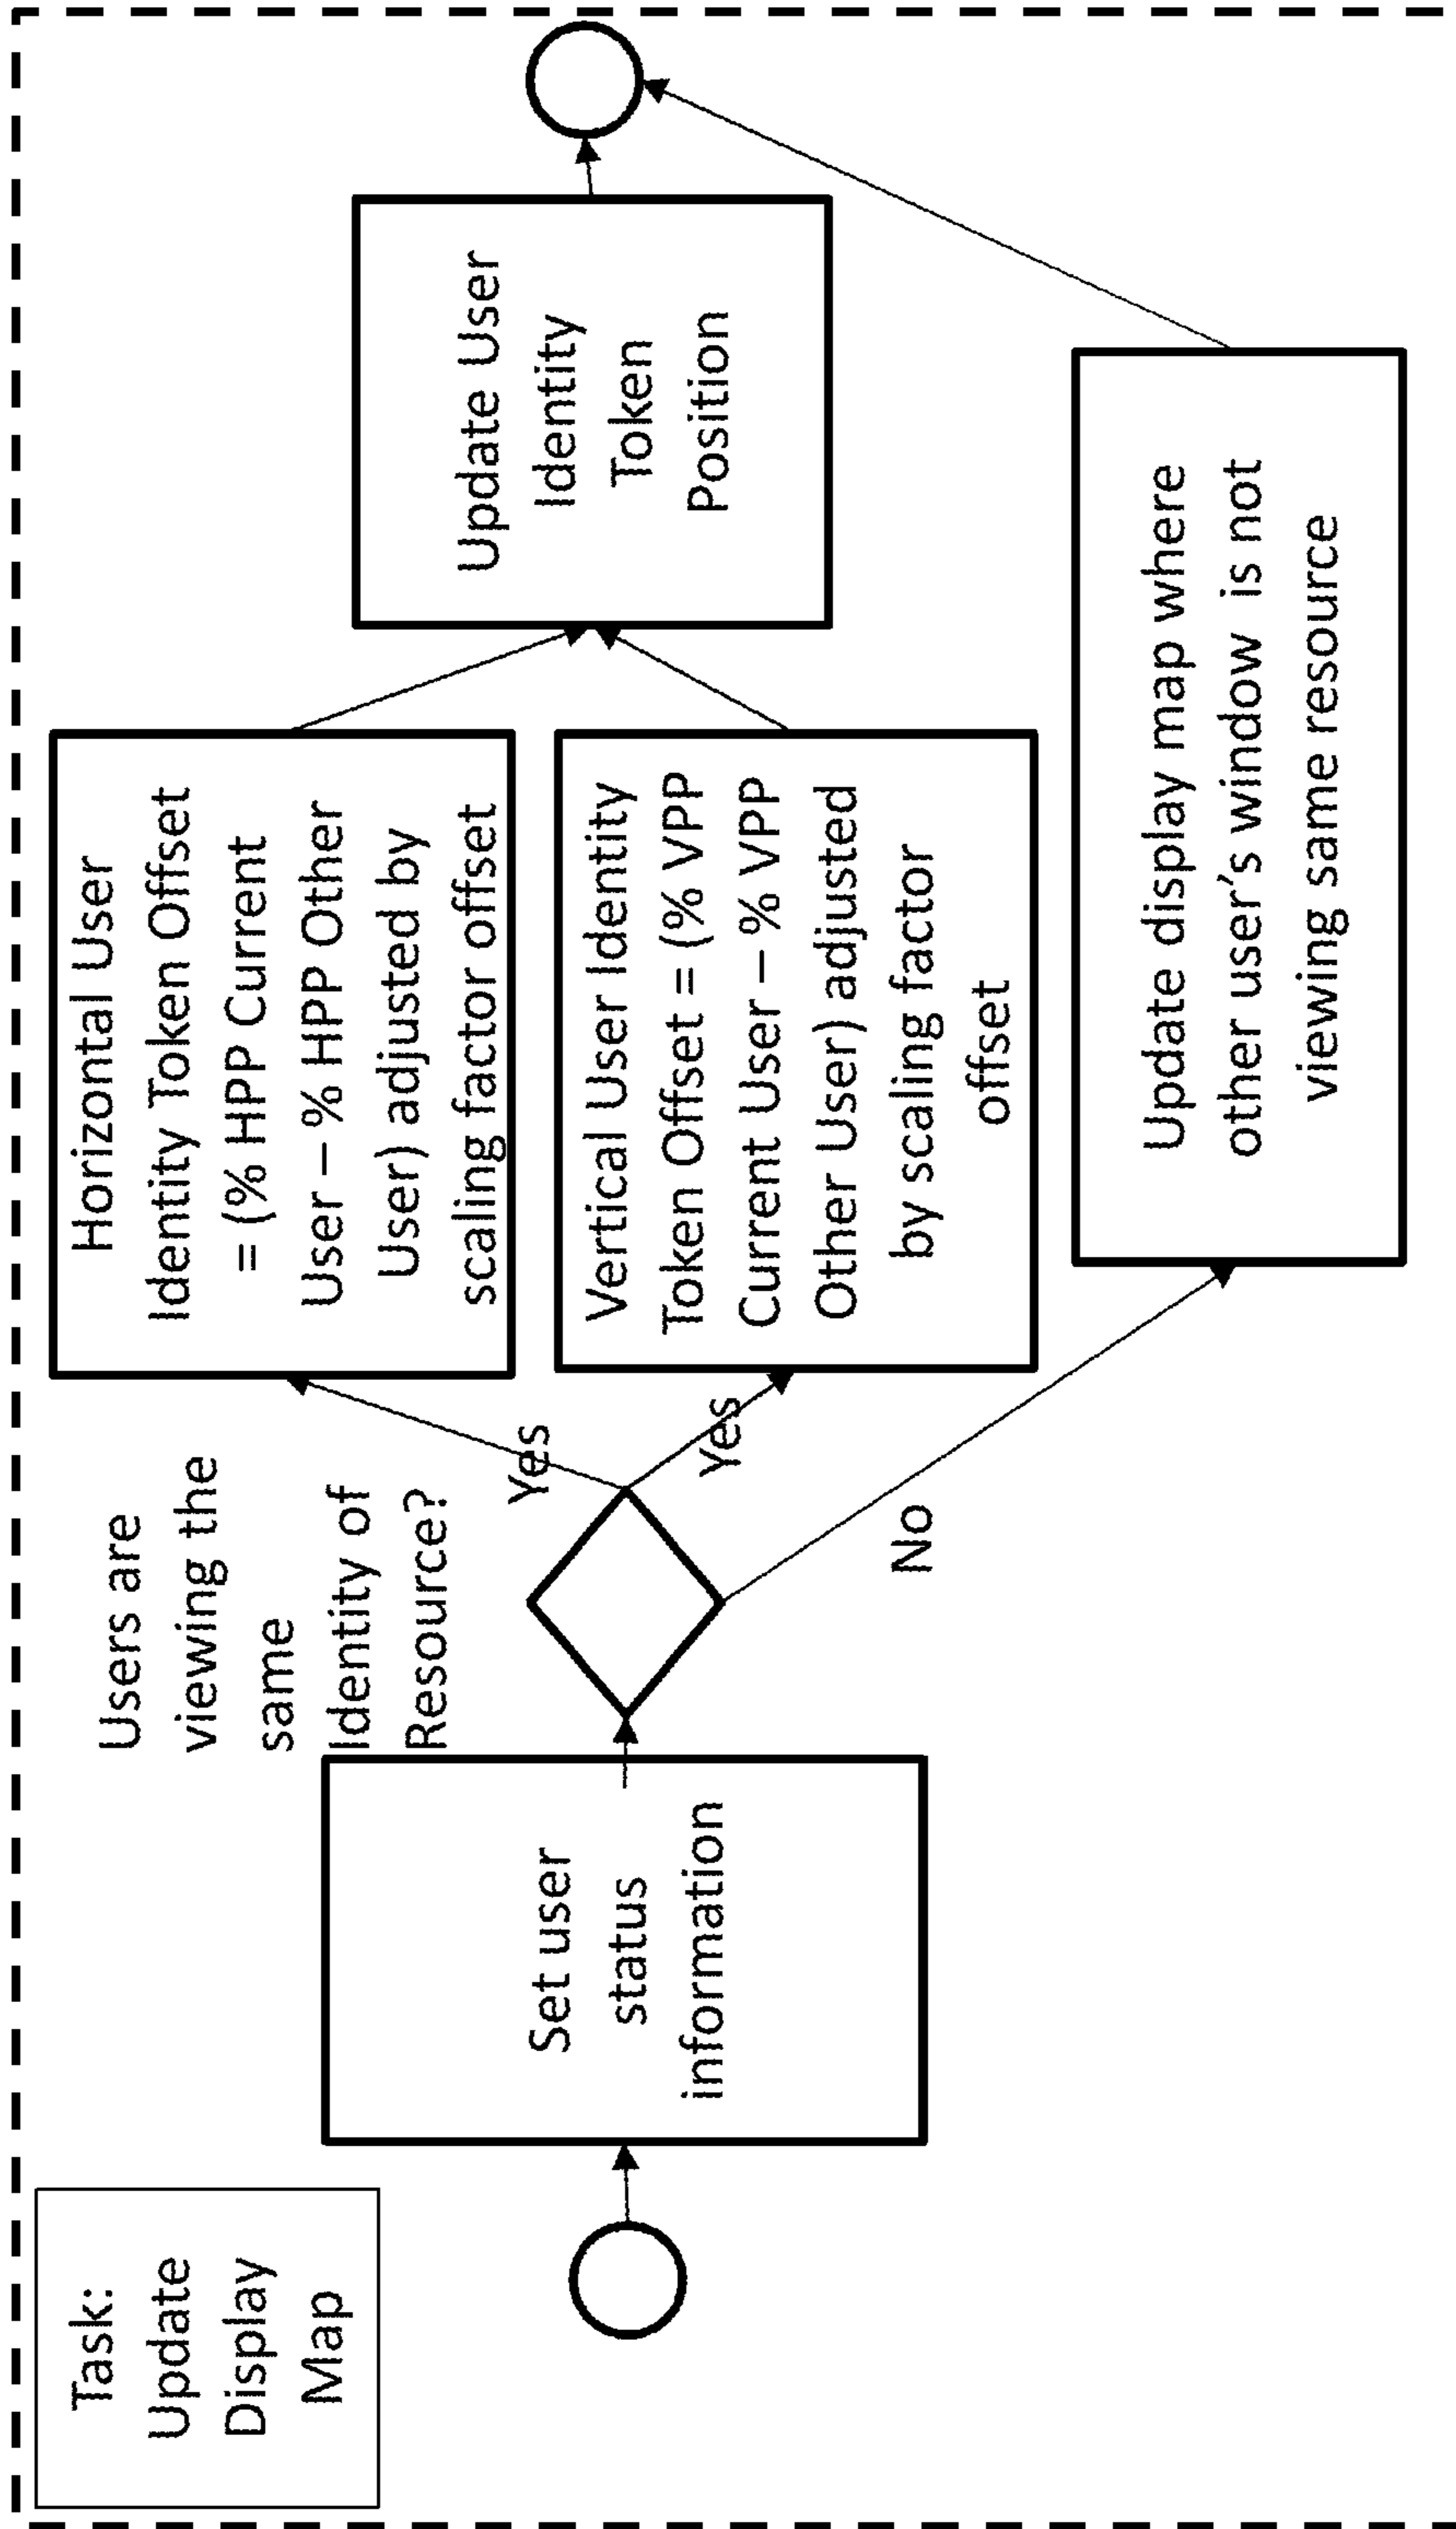 Task:
Update
Display
Map
Set user
status
information
Users are
viewing the
same
Identity of
Resource?
Yes
Yes
No
Horizontal User
Identity Token Offset
= (% HPP Current
User – % HPP Other
User) adjusted by
scaling factor offset
Vertical User Identity
Token Offset = (% VPP
Current User – % VPP
Other User) adjusted
by scaling factor
offset
Update User
Identity
Token
Position
Update display map where
other user’s window is not
viewing same resource